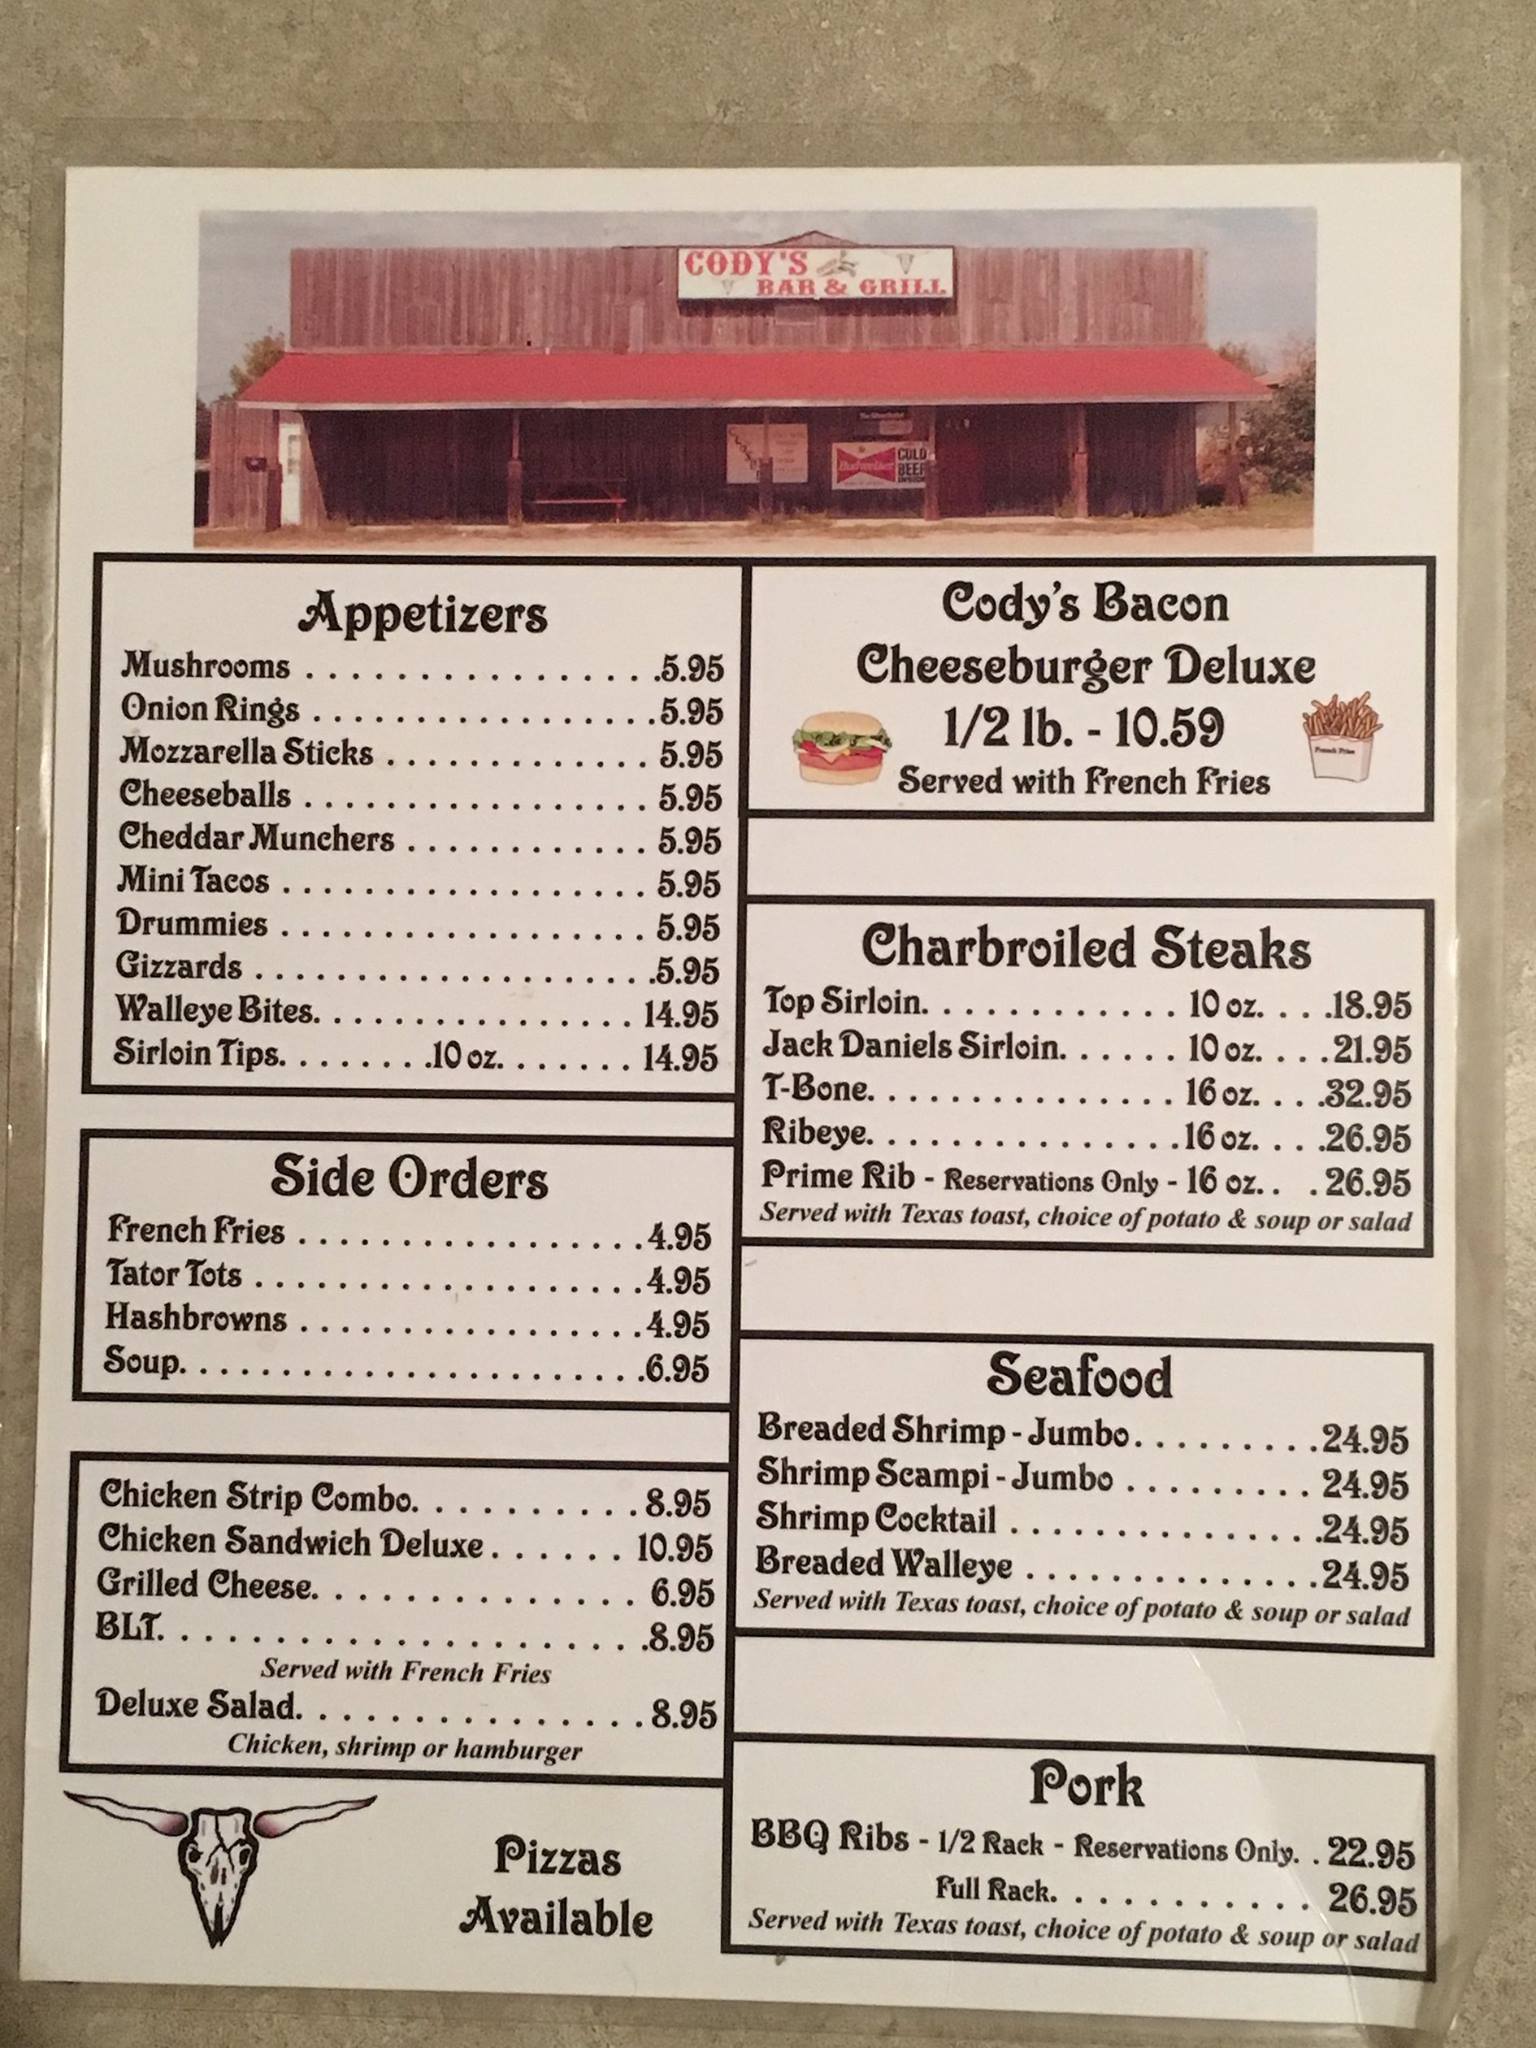 CODY'S
BAR & GRILL
Budweiser
COLD
BEER
INSIDE
Appetizers
Mushrooms . . . . . . . . . . . . . . . . .5.95
Onion Rings . . . . . . . . . . . . . . . . .5.95
Mozzarella Sticks . . . . . . . . . . . . . 5.95
Cheeseballs . . . . . . . . . . . . . . . . . 5.95
Cheddar Munchers . . . . . . . . . . . . 5.95
Mini Tacos . . . . . . . . . . . . . . . . . . 5.95
Drummies . . . . . . . . . . . . . . . . . . 5.95
Gizzards . . . . . . . . . . . . . . . . . . . .5.95
Walleye Bites. . . . . . . . . . . . . . . . 14.95
Sirloin Tips. . . . . . . .10 oz. . . . . . . 14.95
Side Orders
French Fries . . . . . . . . . . . . . . . . .4.95
Tator Tots . . . . . . . . . . . . . . . . . . .4.95
Hashbrowns . . . . . . . . . . . . . . . . .4.95
Soup. . . . . . . . . . . . . . . . . . . . . . .6.95
Chicken Strip Combo. . . . . . . . . . .8.95
Chicken Sandwich Deluxe . . . . . . 10.95
Grilled Cheese. . . . . . . . . . . . . . . 6.95
BLT. . . . . . . . . . . . . . . . . . . . . . .8.95
Served with French Fries
Deluxe Salad. . . . . . . . . . . . . . . .8.95
Chicken, shrimp or hamburger
Pizzas
Available
Cody's Bacon
Cheeseburger Deluxe
1/2 lb. - 10.59
Served with French Fries
French Fries
Charbroiled Steaks
Top Sirloin. . . . . . . . . . . . . 10 oz. . . .18.95
Jack Daniels Sirloin. . . . . . 10 oz. . . .21.95
T-Bone. . . . . . . . . . . . . . . 16 oz. . . .32.95
Ribeye. . . . . . . . . . . . . . . .16 oz. . . .26.95
Prime Rib - Reservations Only - 16 oz. . . 26.95
Served with Texas toast, choice of potato & soup or salad
Seafood
Breaded Shrimp - Jumbo. . . . . . . . .24.95
Shrimp Scampi - Jumbo . . . . . . . . . 24.95
Shrimp Cocktail . . . . . . . . . . . . . . .24.95
Breaded Walleye . . . . . . . . . . . . . .24.95
Served with Texas toast, choice of potato & soup or salad
Pork
BBQ Ribs - 1/2 Rack - Reservations Only. . 22.95
Full Rack. . . . . . . . . . . . 26.95
Served with Texas toast, choice of potato & soup or salad